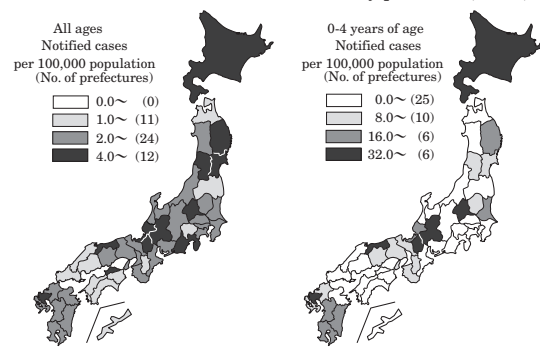 All ages
Notified cases
per 100,000 population
(No. of prefectures)
0.0~ (0)
1.0~ (11)
2.0~ (24)
4.0~ (12)
0-4 years of age
Notified cases
per 100,000 population
(No. of prefectures)
0.0~ (25)
8.0~ (10)
16.0~ (6)
32.0~ (6)